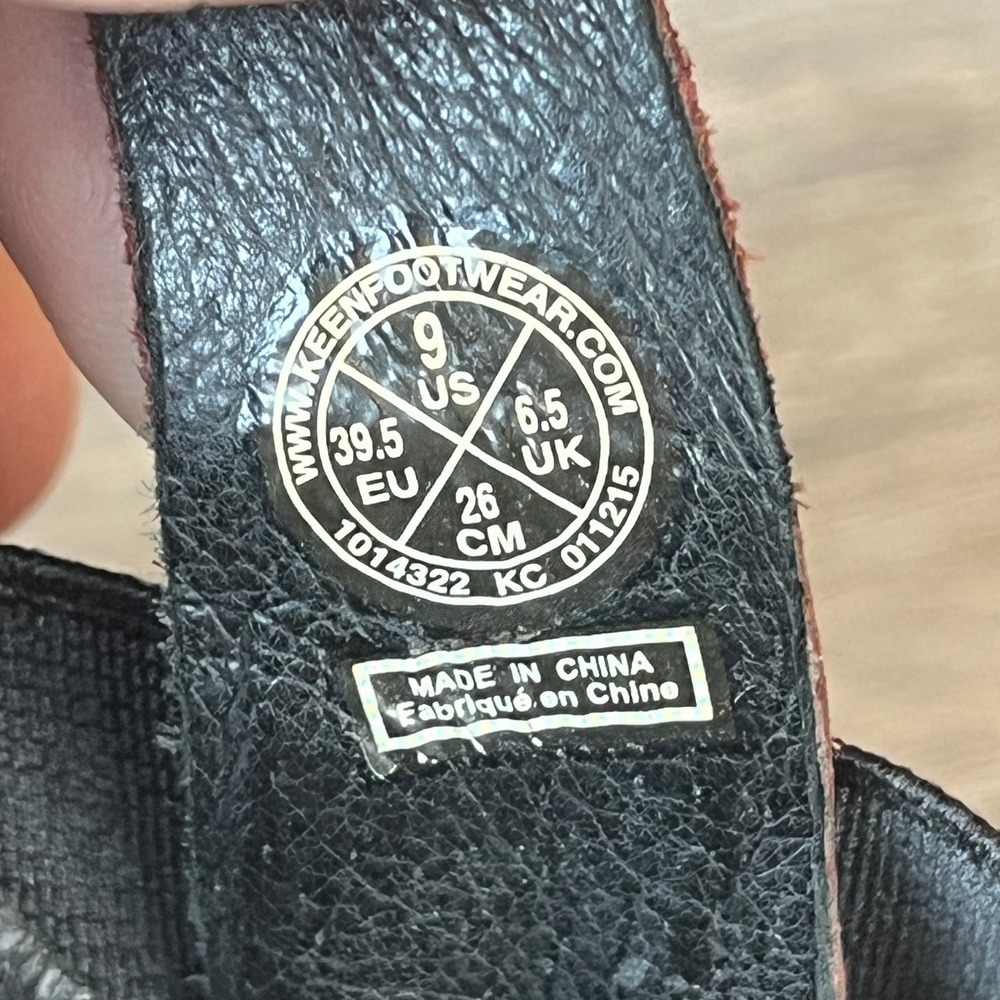 WWW.KEENFOOTWEAR.COM
9
US
6.5
UK
39.5
EU
26
CM
1014322 KC 011215
MADE IN CHINA
Fabriqué en Chine